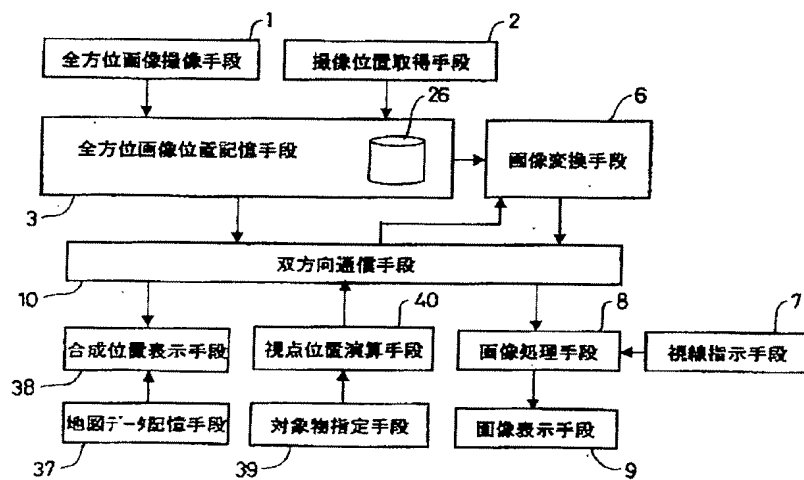 1
2
全方位画像撮像手段
撮像位置取得手段
26
6
全方位画像位置記憶手段
画像変換手段
3
双方向通信手段
10
40
8
7
合成位置表示手段
視点位置演算手段
画像処理手段
視線指示手段
38
地図データ記憶手段
対象物指定手段
画像表示手段
37
39
9